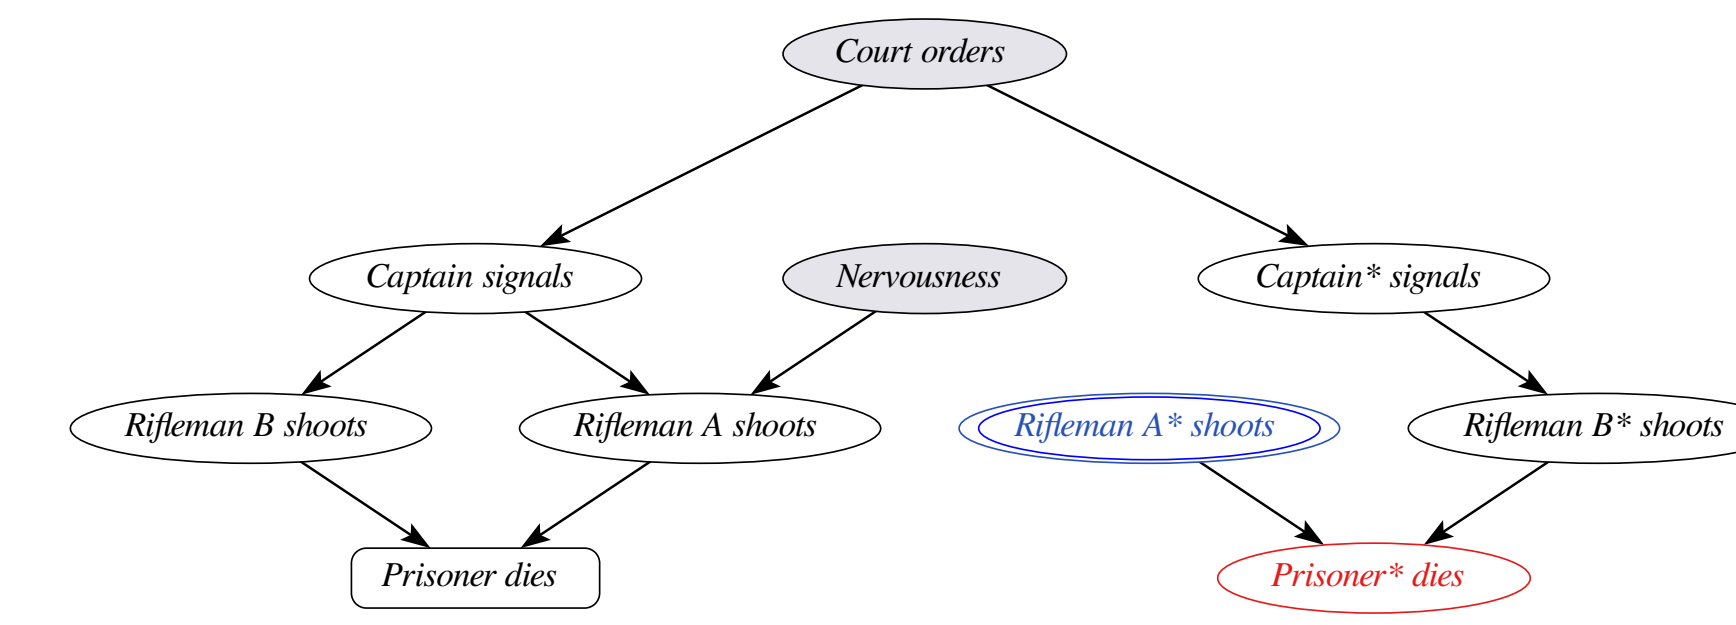 Court orders
Captain signals
Nervousness
Captain* signals
Rifleman B shoots
Rifleman A shoots
Rifleman A* shoots
Rifleman B* shoots
Prisoner dies
Prisoner* dies